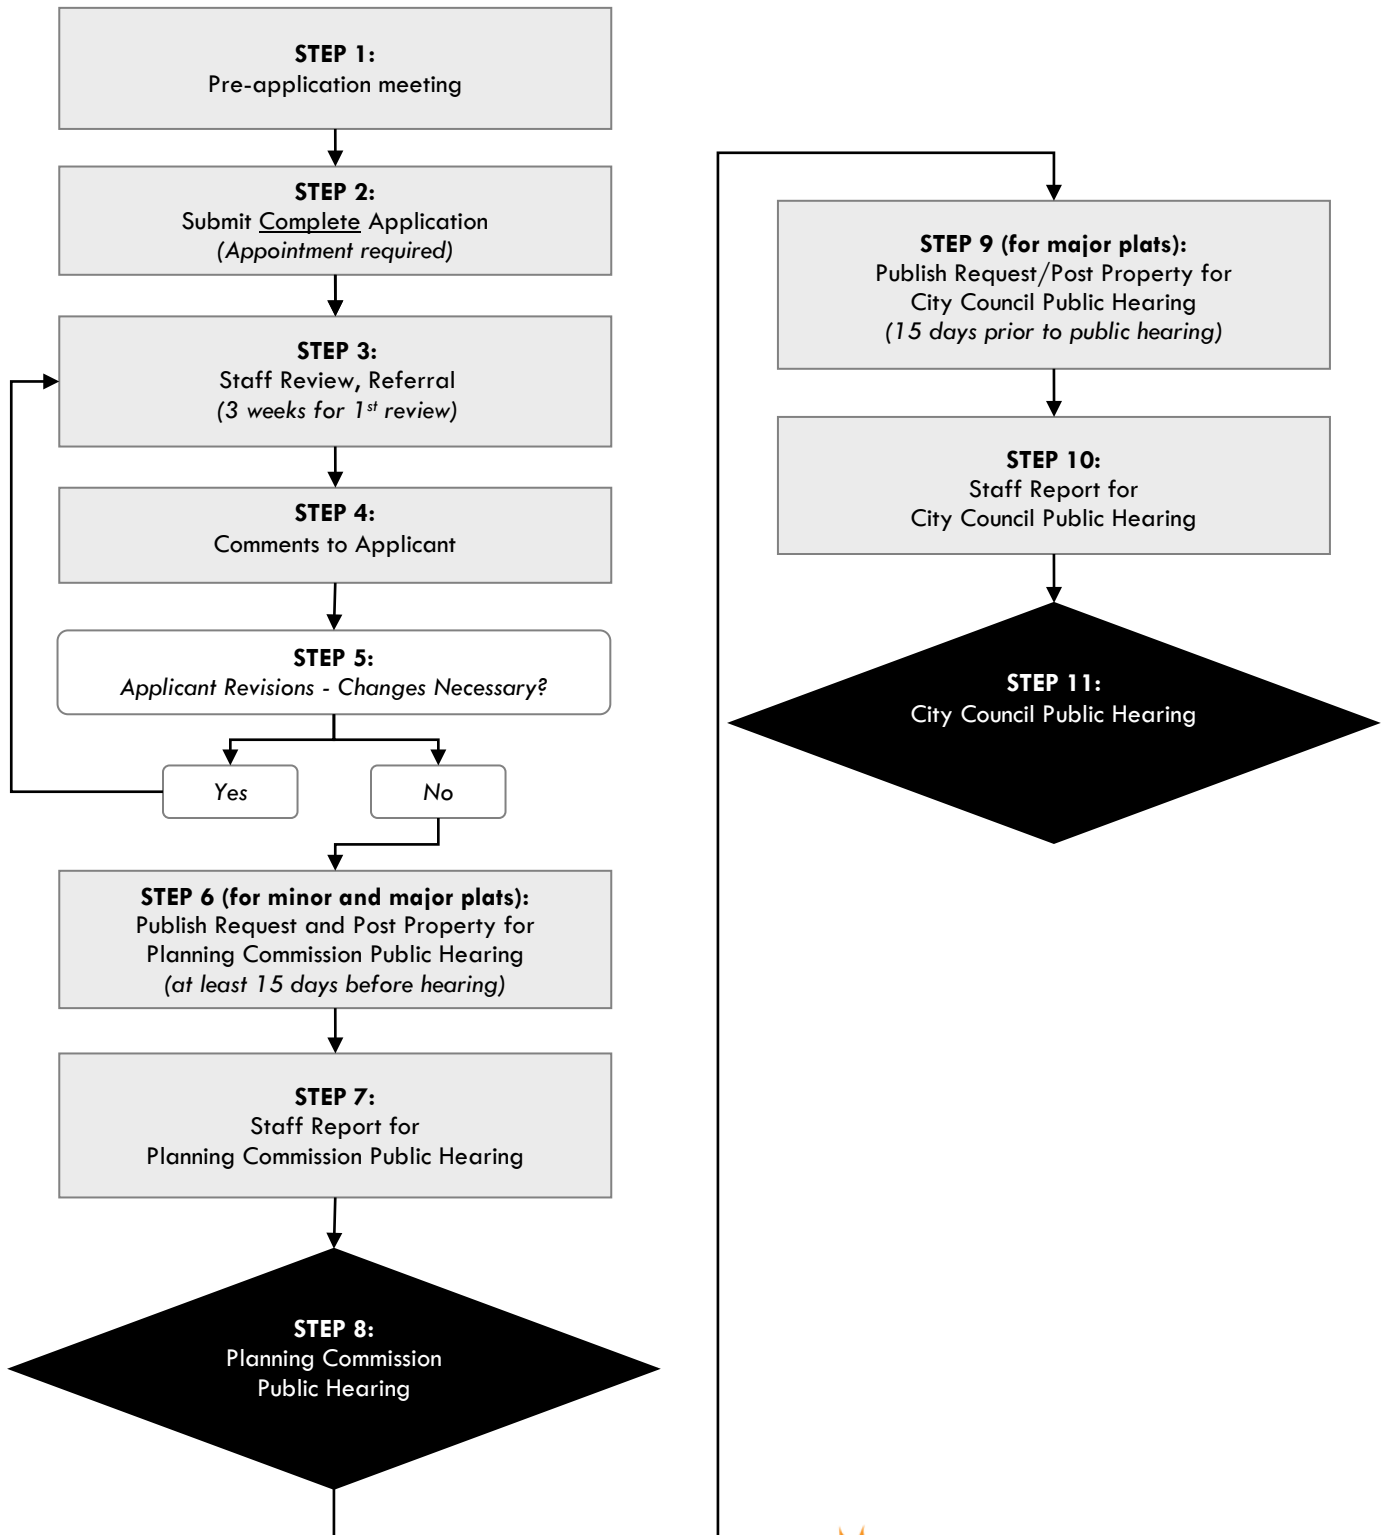 STEP 1:
Pre-application meeting
STEP 2:
Submit Complete Application
(Appointment required)
STEP 3:
Staff Review, Referral
(3 weeks for 1st review)
STEP 4:
Comments to Applicant
STEP 5:
Applicant Revisions - Changes Necessary?
Yes
No
STEP 6 (for minor and major plats):
Publish Request and Post Property for
Planning Commission Public Hearing
(at least 15 days before hearing)
STEP 7:
Staff Report for
Planning Commission Public Hearing
STEP 8:
Planning Commission
Public Hearing
STEP 9 (for major plats):
Publish Request/Post Property for
City Council Public Hearing
(15 days prior to public hearing)
STEP 10:
Staff Report for
City Council Public Hearing
STEP 11:
City Council Public Hearing